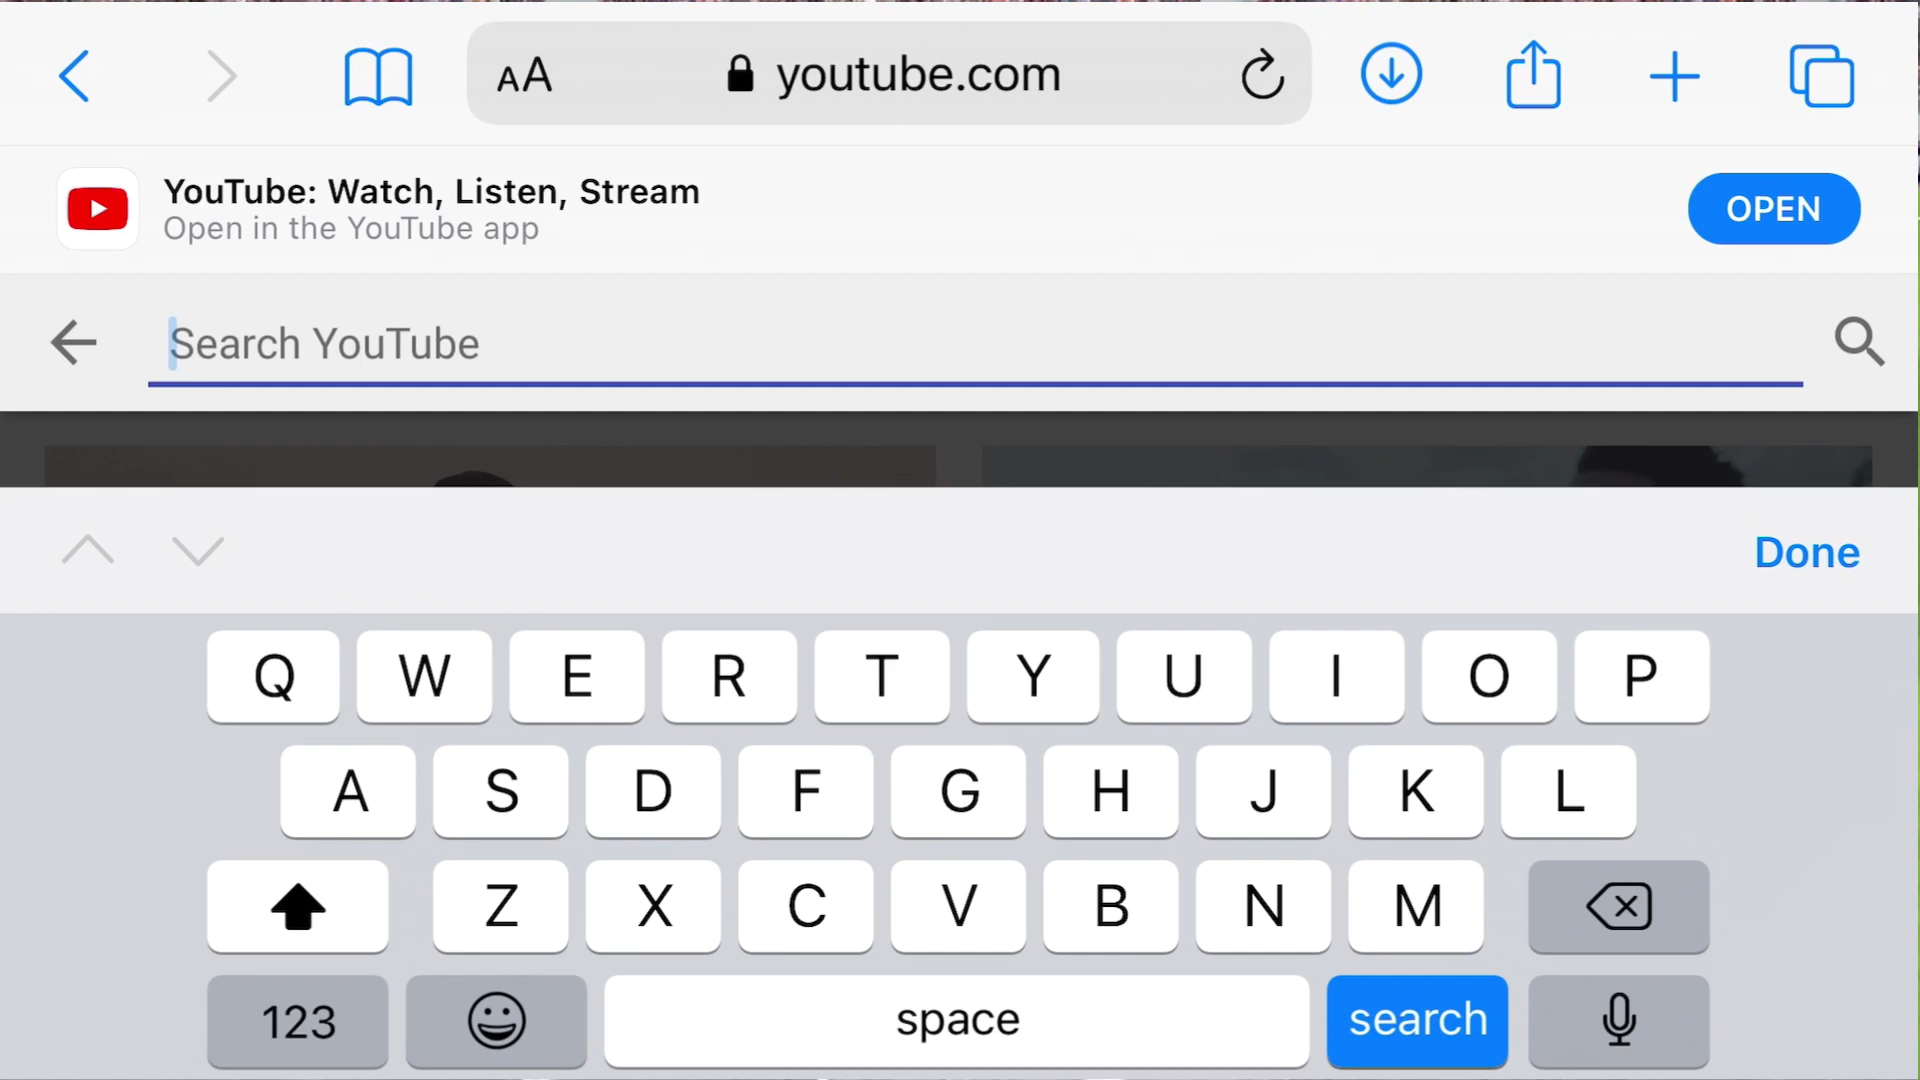 AA youtube.com
YouTube: Watch, Listen, Stream
Open in the YouTube app
OPEN
Search YouTube
Done
Q W E R T Y U I O P
A S D F G H J K L
Z X C V B N M
123 space search